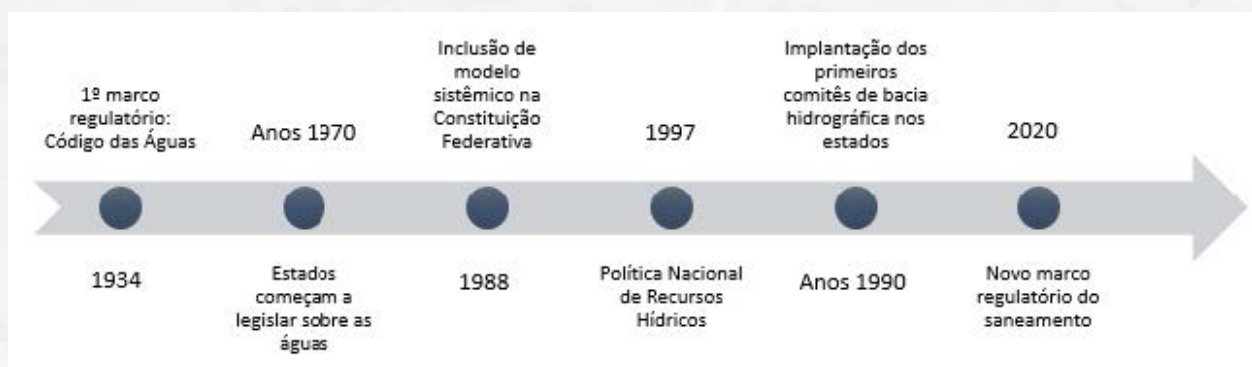 1º marco
regulatório:
Código das Águas
1934
Anos 1970
Estados
começam a
legislar sobre as
águas
Inclusão de
modelo
sistêmico na
Constituição
Federativa
1988
1997
Política Nacional
de Recursos
Hídricos
Implantação dos
primeiros
comitês de bacia
hidrográfica nos
estados
Anos 1990
2020
Novo marco
regulatório do
saneamento